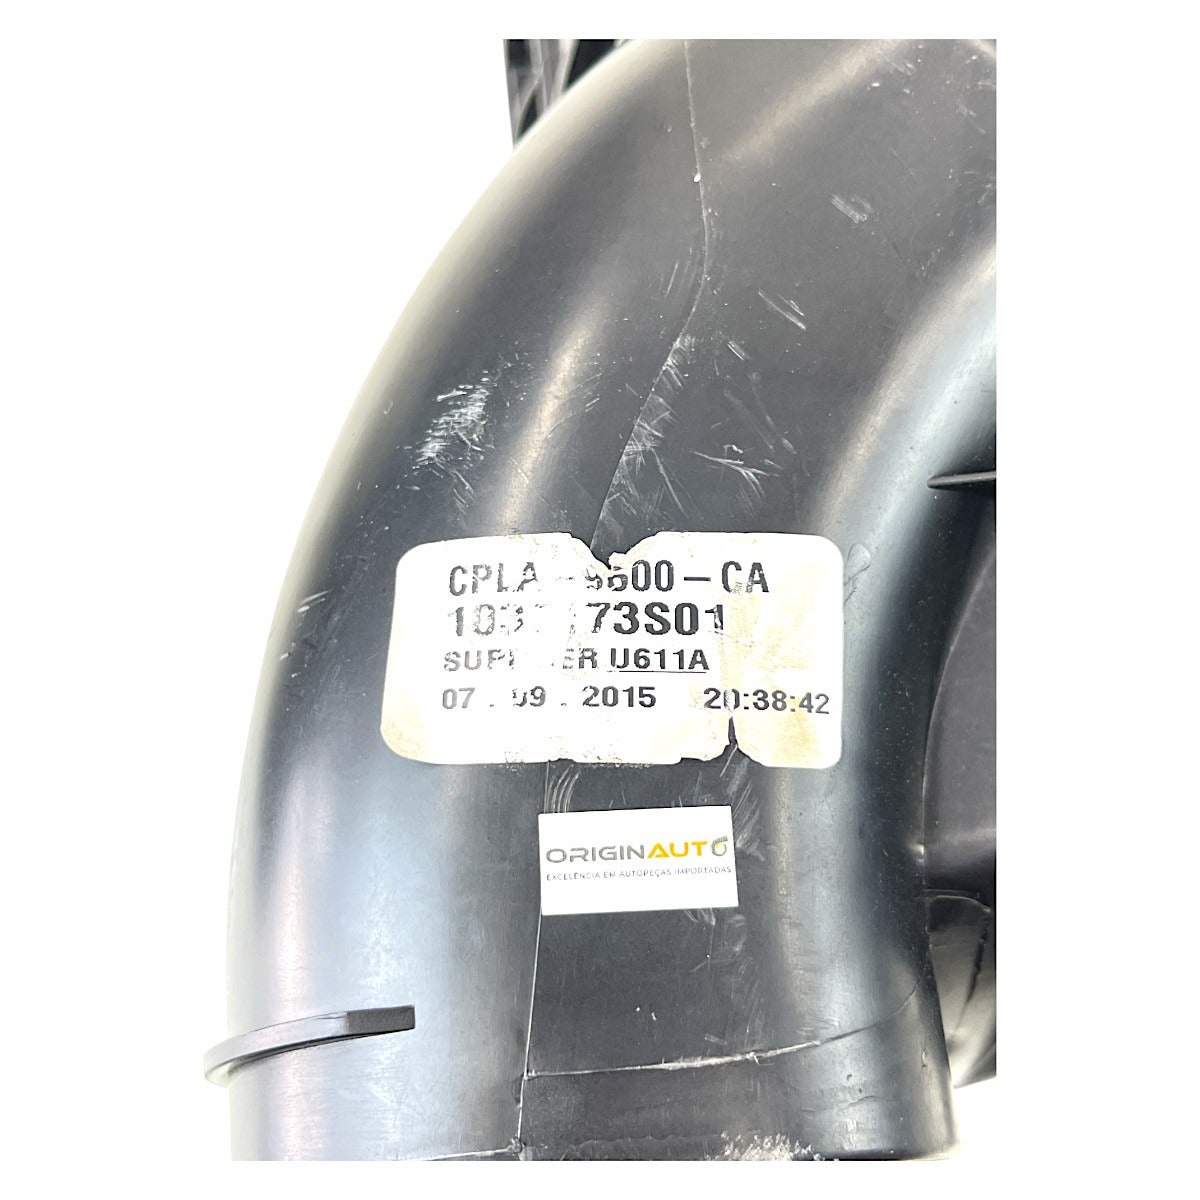 CPLA-9600-CA
73S01
U611A
07.09.2015 20:38:42
ORIGINAUTO
EXCELÊNCIA EM AUTOPEÇAS IMPORTADAS